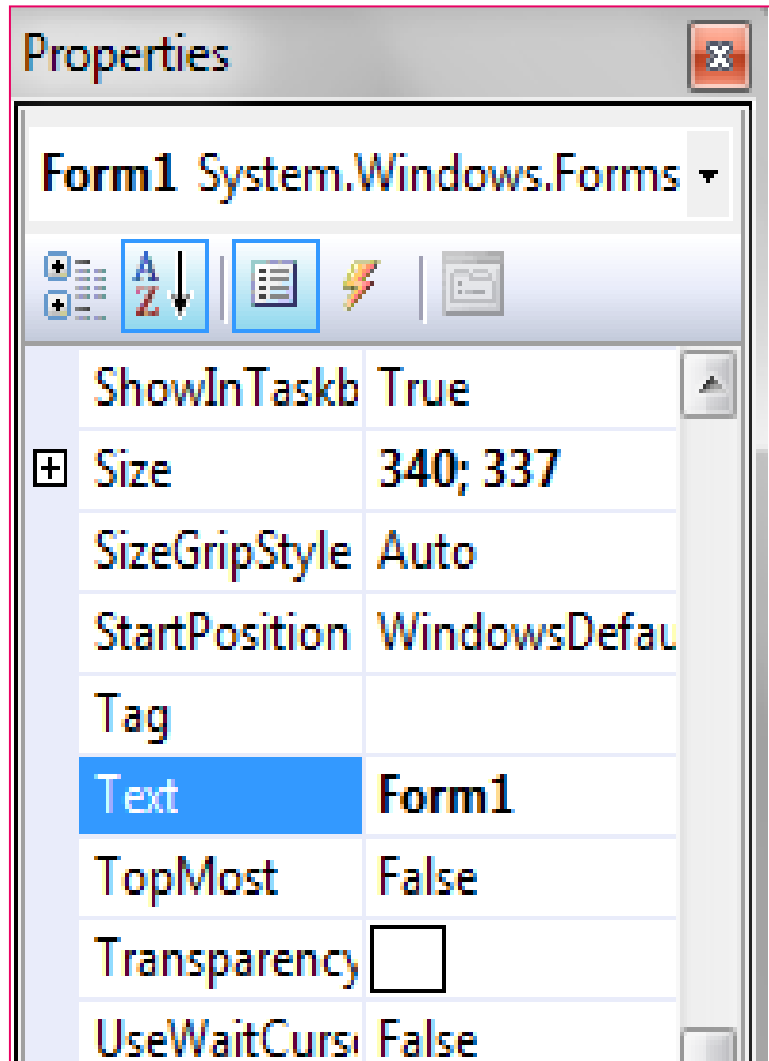 Properties
Form1 System.Windows.Forms
A
Z
ShowInTaskb True
Size 340; 337
SizeGripStyle Auto
StartPosition WindowsDefau
Tag
Text Form1
TopMost False
Transparency
UseWaitCurs False